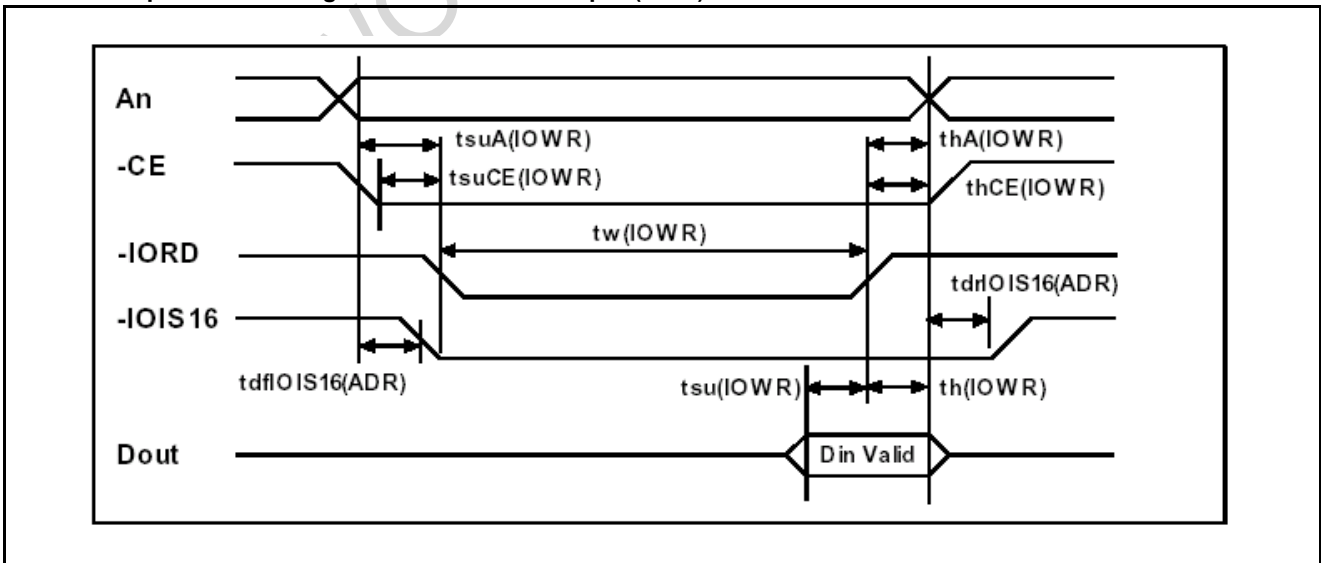 An
tsuA(IOWR)
thA(IOWR)
-CE
tsuCE(IOWR)
thCE(IOWR)
tw(IOWR)
-IORD
tdrIOIS16(ADR)
-IOIS16
tdfIOIS16(ADR)
tsu(IOWR)
th(IOWR)
Dout
Din Valid